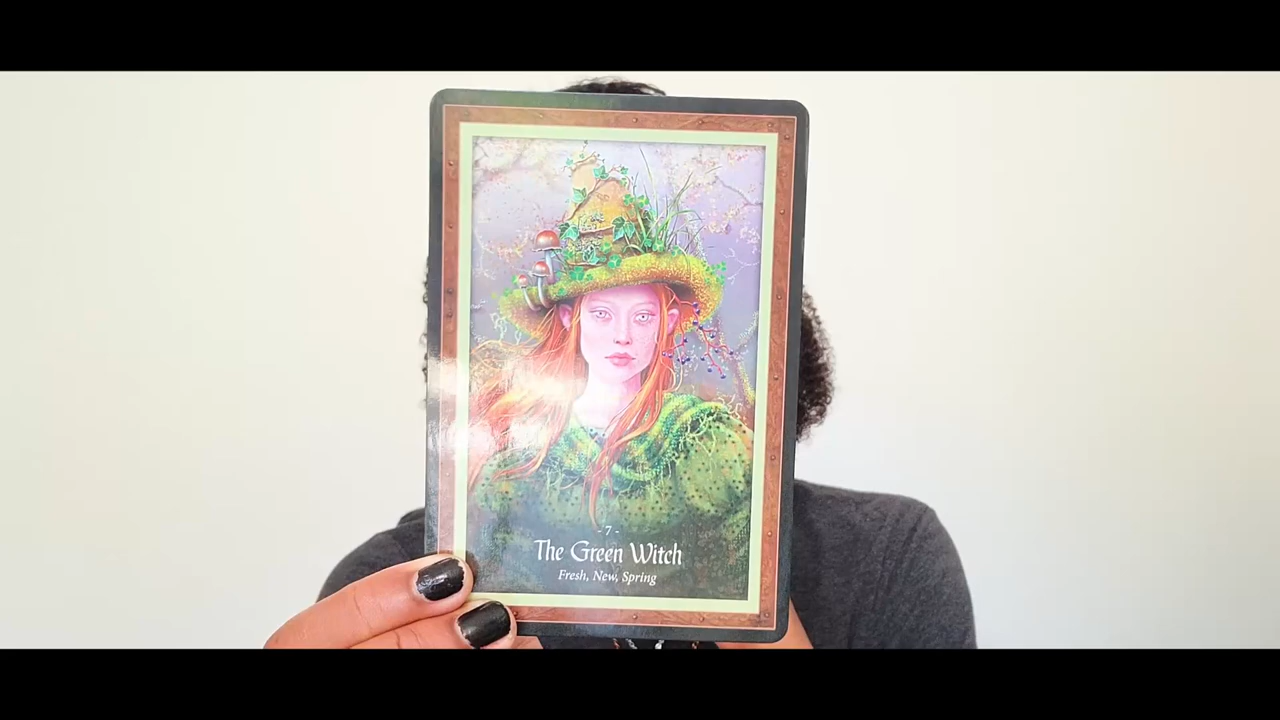 - 7 -
The Green Witch
Fresh, New, Spring